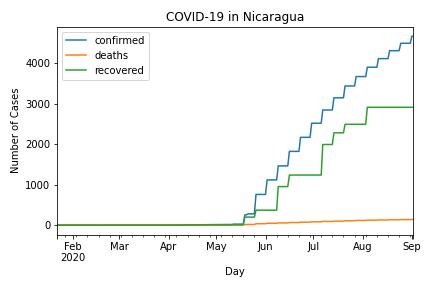 COVID-19 in Nicaragua
confirmed
deaths
recovered
Number of Cases
4000
3000
2000
1000
0
Feb Mar Apr May Jun Jul Aug Sep
2020
Day